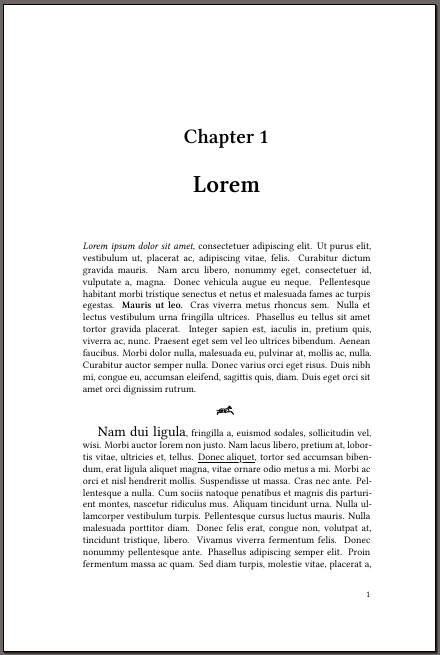 Chapter 1
Lorem
Lorem ipsum dolor sit amet, consectetuer adipiscing elit. Ut purus elit,
vestibulum ut, placerat ac, adipiscing vitae, felis. Curabitur dictum
gravida mauris. Nam arcu libero, nonummy eget, consectetuer id,
vulputate a, magna. Donec vehicula augue eu neque. Pellentesque
habitant morbi tristique senectus et netus et malesuada fames ac turpis
egestas. Mauris ut leo. Cras viverra metus rhoncus sem. Nulla et
lectus vestibulum urna fringilla ultrices. Phasellus eu tellus sit amet
tortor gravida placerat. Integer sapien est, iaculis in, pretium quis,
viverra ac, nunc. Praesent eget sem vel leo ultrices bibendum. Aenean
faucibus. Morbi dolor nulla, malesuada eu, pulvinar at, mollis ac, nulla.
Curabitur auctor semper nulla. Donec varius orci eget risus. Duis nibh
mi, congue eu, accumsan eleifend, sagittis quis, diam. Duis eget orci sit
amet orci dignissim rutrum.
Nam dui ligula, fringilla a, euismod sodales, sollicitudin vel,
wisi. Morbi auctor lorem non justo. Nam lacus libero, pretium at, lobor-
tis vitae, ultricies et, tellus. Donec aliquet, tortor sed accumsan biben-
dum, erat ligula aliquet magna, vitae ornare odio metus a mi. Morbi ac
orci et nisl hendrerit mollis. Suspendisse ut massa. Cras nec ante. Pel-
lentesque a nulla. Cum sociis natoque penatibus et magnis dis parturi-
ent montes, nascetur ridiculus mus. Aliquam tincidunt urna. Nulla ul-
lamcorper vestibulum turpis. Pellentesque cursus luctus mauris. Nulla
malesuada porttitor diam. Donec felis erat, congue non, volutpat at,
tincidunt tristique, libero. Vivamus viverra fermentum felis. Donec
nonummy pellentesque ante. Phasellus adipiscing semper elit. Proin
fermentum massa ac quam. Sed diam turpis, molestie vitae, placerat a,
1